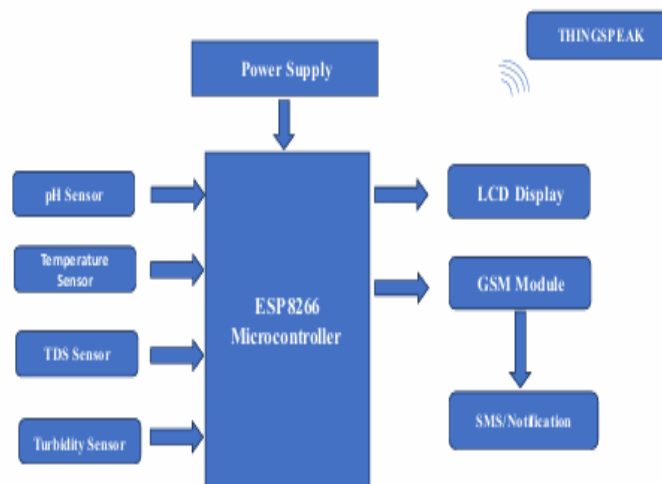 THINGSPEAK
Power Supply
pH Sensor
LCD Display
Temperature
Sensor
GSM Module
ESP8266
Microcontroller
TDS Sensor
SMS/Notification
Turbidity Sensor